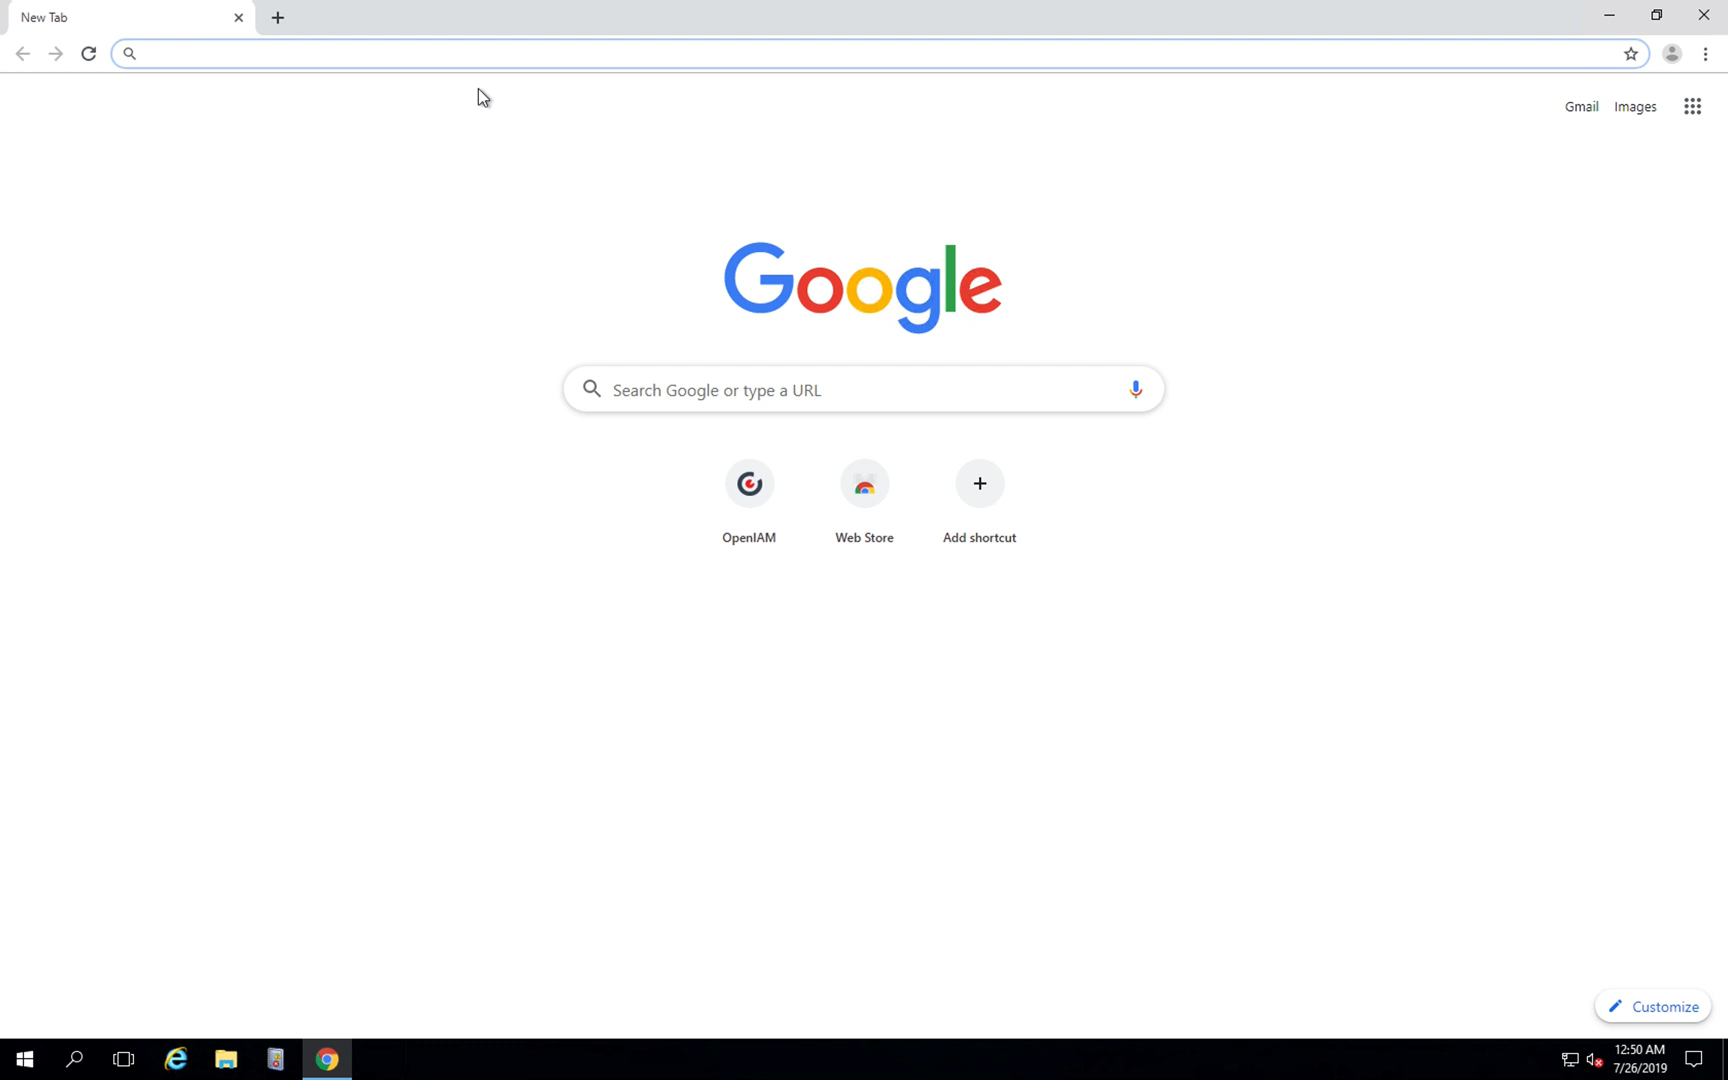 New Tab
Gmail Images
Google
Search Google or type a URL
OpenIAM Web Store Add shortcut
Customize
12:50 AM
7/26/2019